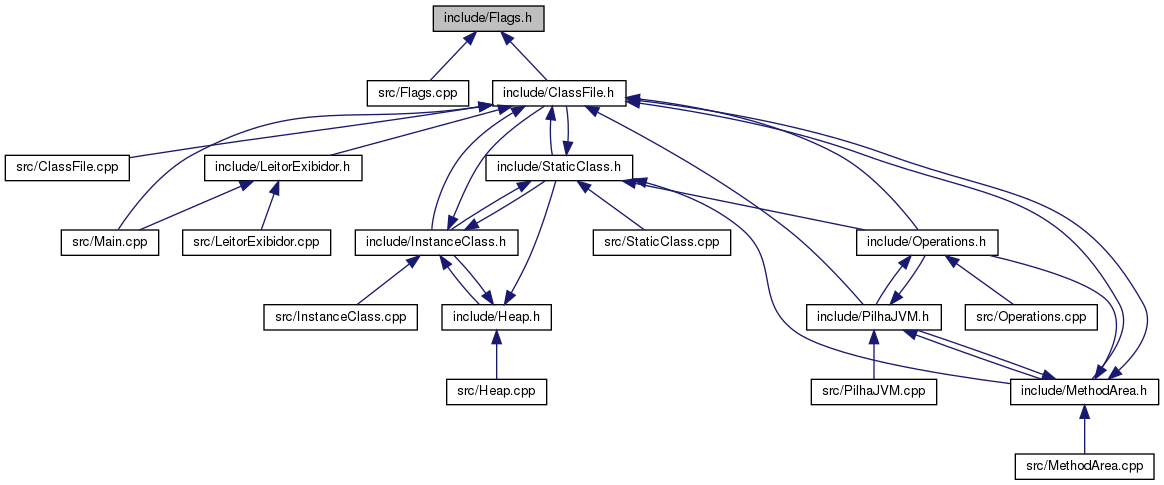 include/Flags.h
src/Flags.cpp
include/ClassFile.h
src/ClassFile.cpp
include/LeitorExibidor.h
include/StaticClass.h
src/Main.cpp
src/LeitorExibidor.cpp
include/InstanceClass.h
src/StaticClass.cpp
include/Operations.h
src/InstanceClass.cpp
include/Heap.h
include/PilhaJVM.h
src/Operations.cpp
src/Heap.cpp
src/PilhaJVM.cpp
include/MethodArea.h
src/MethodArea.cpp